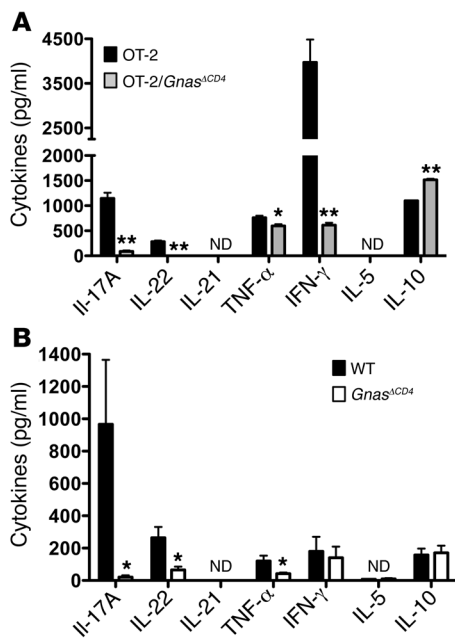 A
Cytokines (pg/ml)
4500
3500
2500
2000
1500
1000
500
0
OT-2
OT-2/GnasΔCD4
**
**
ND
*
**
ND
**
Il-17A
IL-22
IL-21
TNF-α
IFN-γ
IL-5
IL-10
B
Cytokines (pg/ml)
1400
1200
1000
800
600
400
200
0
WT
GnasΔCD4
*
*
ND
*
ND
Il-17A
IL-22
IL-21
TNF-α
IFN-γ
IL-5
IL-10